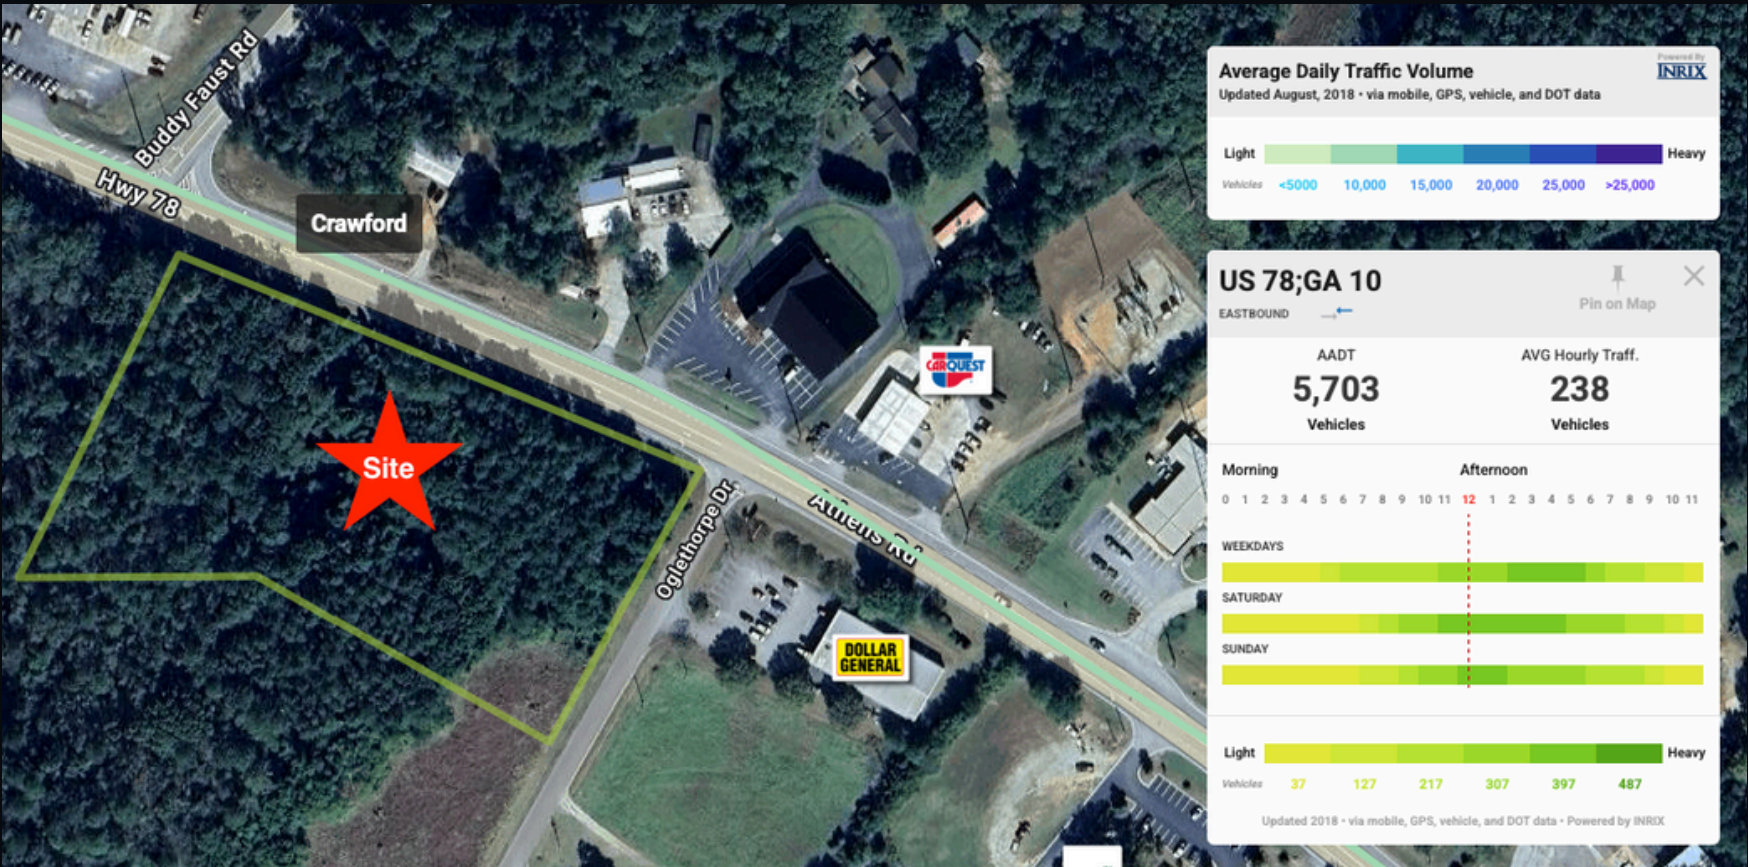 Buddy Faust Rd
Hwy 78
Crawford
Site
CARQUEST
Athens Rd
Oglethorpe Dr
DOLLAR
GENERAL
Average Daily Traffic Volume
Powered By
INRIX
Updated August, 2018 • via mobile, GPS, vehicle, and DOT data
Light Heavy
Vehicles <5000 10,000 15,000 20,000 25,000 >25,000
US 78;GA 10
Pin on Map
EASTBOUND
AADT AVG Hourly Traff.
5,703 238
Vehicles Vehicles
Morning Afternoon
0 1 2 3 4 5 6 7 8 9 10 11 12 1 2 3 4 5 6 7 8 9 10 11
WEEKDAYS
SATURDAY
SUNDAY
Light Heavy
Vehicles 37 127 217 307 397 487
Updated 2018 • via mobile, GPS, vehicle, and DOT data • Powered by INRIX